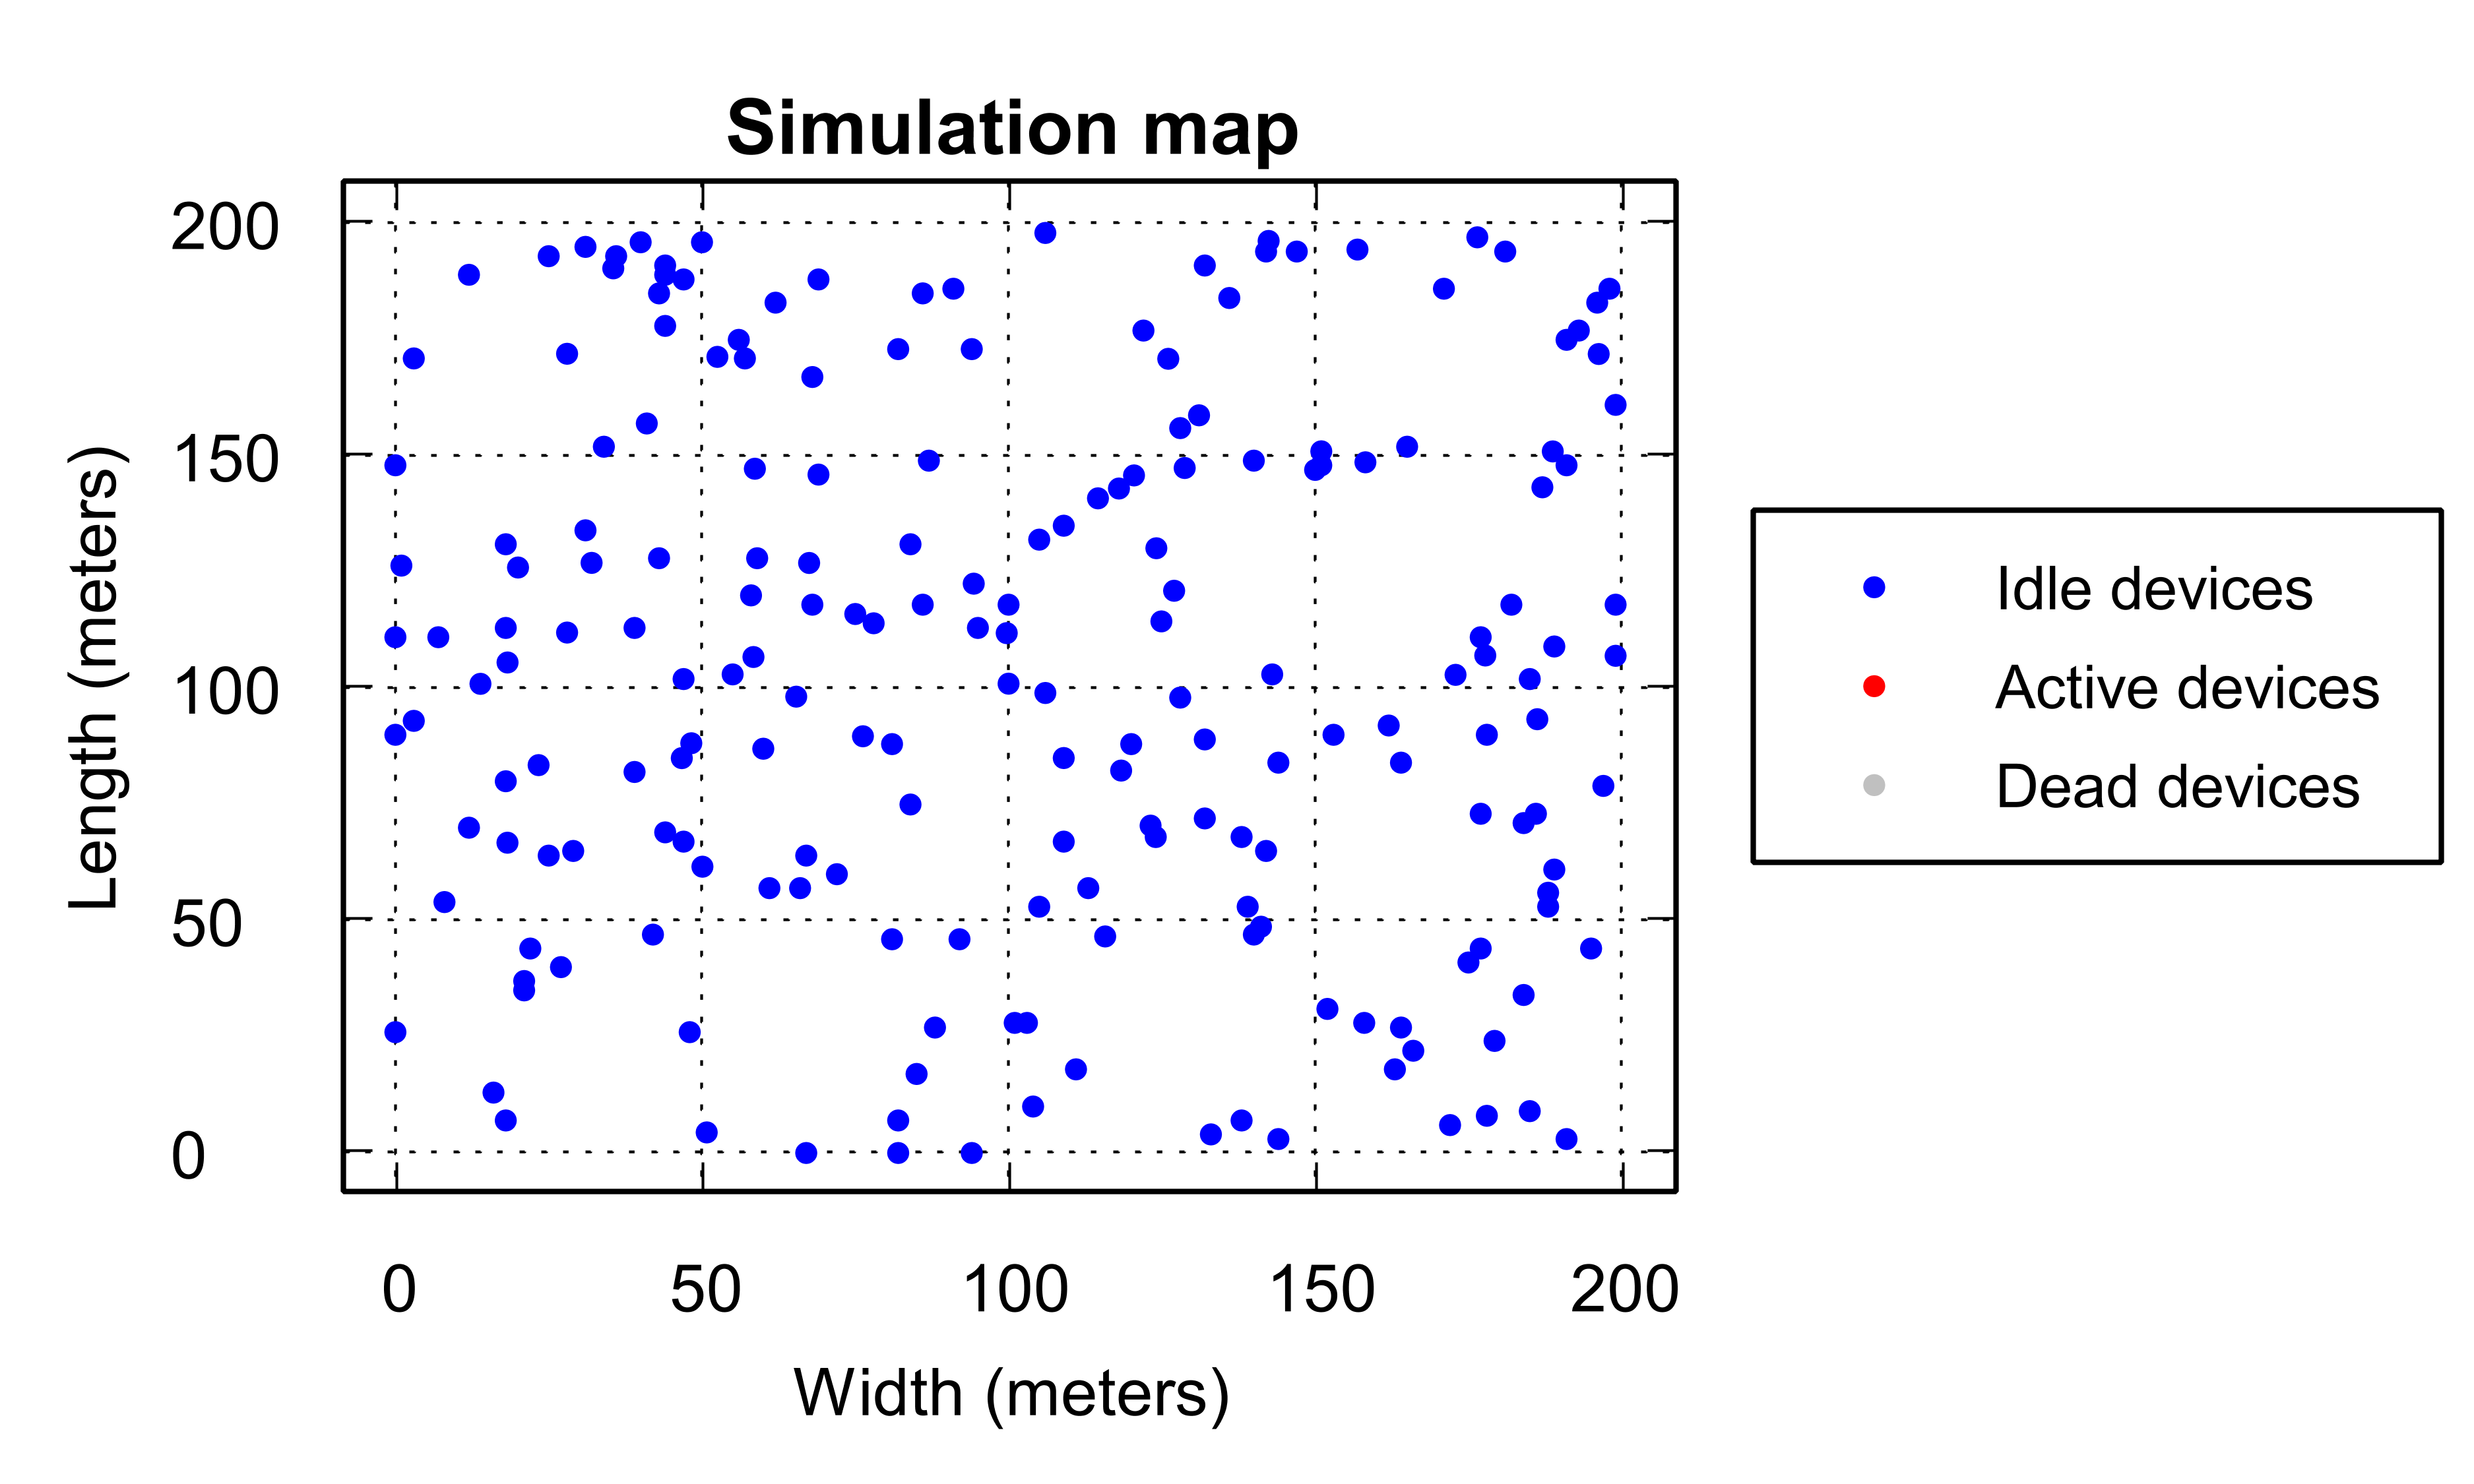 Simulation map
200
150
100
50
0
Length (meters)
0 50 100 150 200
Width (meters)
Idle devices
Active devices
Dead devices